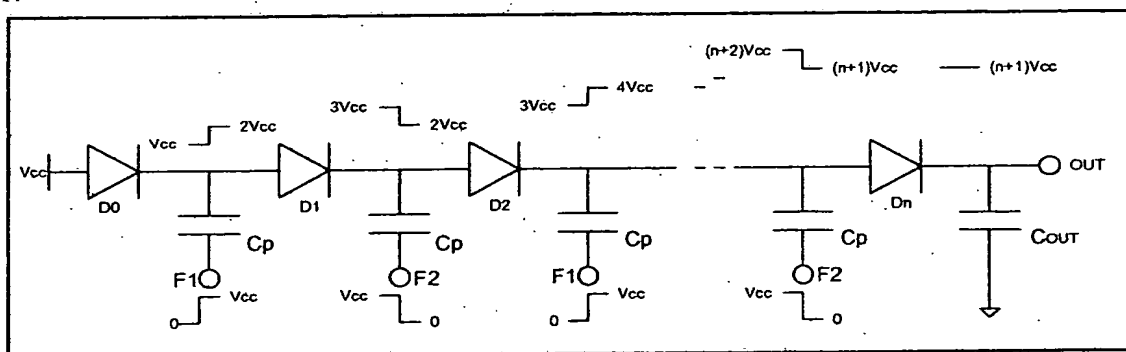 (n+2)Vcc (n+1)Vcc (n+1)Vcc
3Vcc 4Vcc
3Vcc 2Vcc
Vcc 2Vcc
Vcc D0 D1 D2 Dn OUT
Cp Cp Cp Cp COUT
F1 F2 F1 F2
Vcc Vcc Vcc Vcc
0 0 0 0